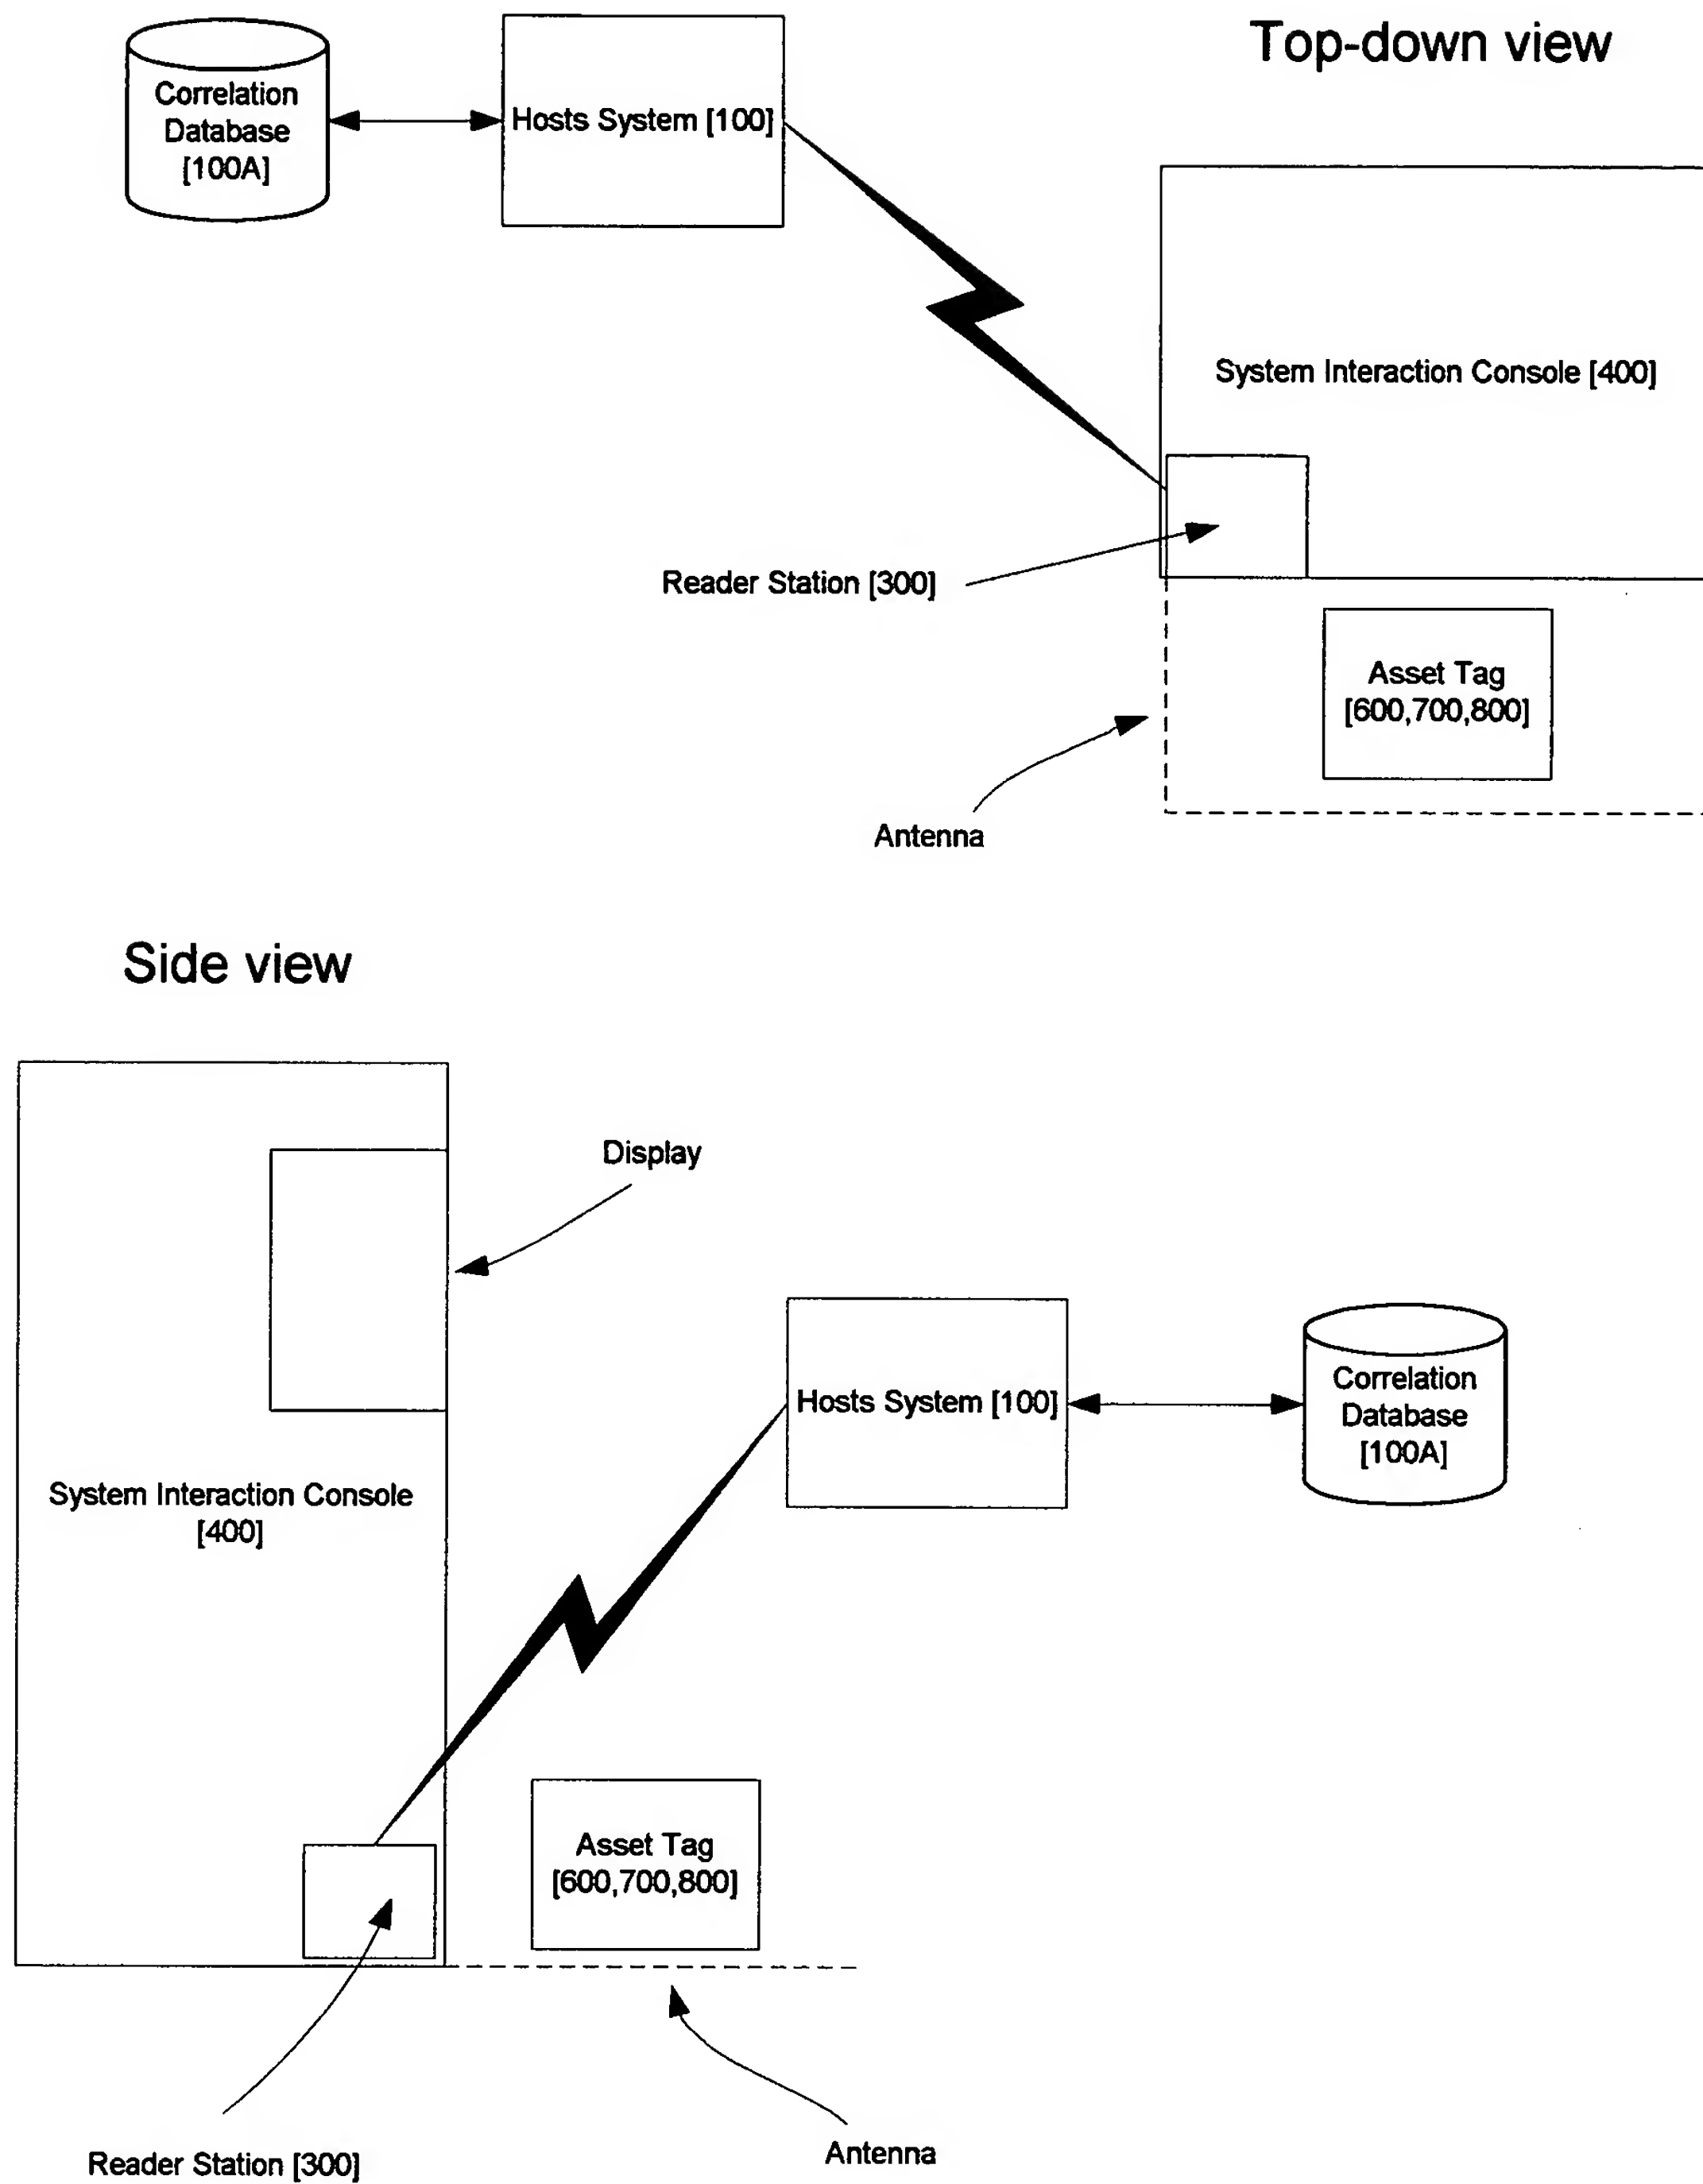 Top-down view
Correlation
Database
[100A]
Hosts System [100]
System Interaction Console [400]
Reader Station [300]
Asset Tag
[600,700,800]
Antenna
Side view
Display
Hosts System [100]
Correlation
Database
[100A]
System Interaction Console
[400]
Asset Tag
[600,700,800]
Reader Station [300]
Antenna